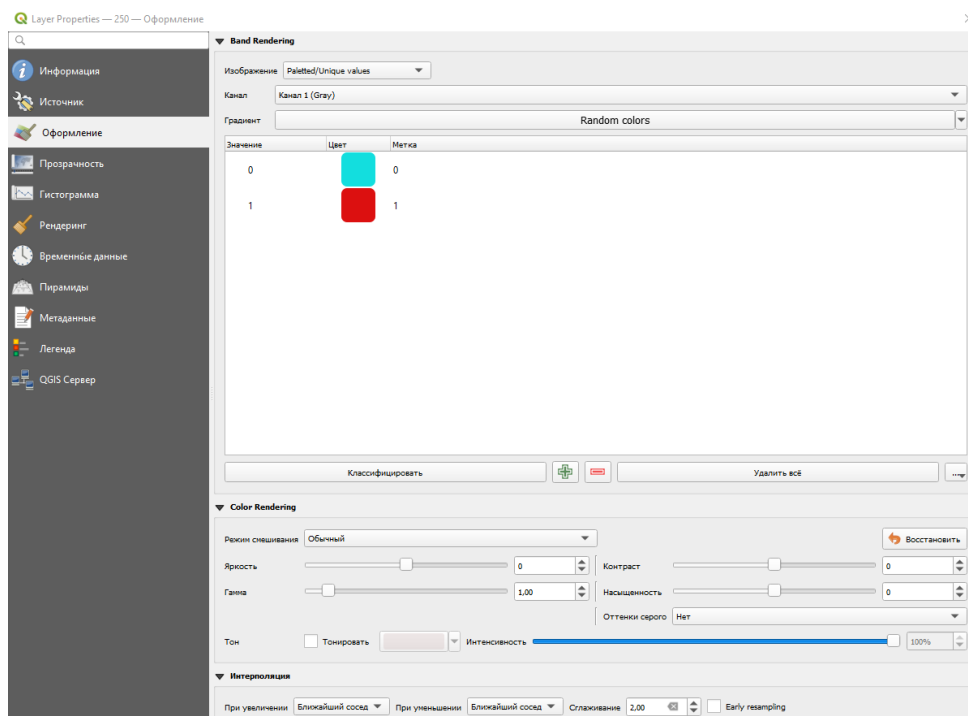 Layer Properties — 250 — Оформление
Band Rendering
Информация
Изображение Paletted/Unique values
Источник
Канал Канал 1 (Gray)
Оформление
Градиент Random colors
Значение Цвет Метка
Прозрачность
0 0
Гистограмма
1 1
Рендеринг
Временные данные
Пирамиды
Метаданные
Легенда
QGIS Сервер
Классифицировать Удалить всё ...
Color Rendering
Режим смешивания Обычный Восстановить
Яркость 0 Контраст 0
Гамма 1,00 Насыщенность 0
Оттенки серого Нет
Тон Тонировать Интенсивность 100%
Интерполяция
При увеличении Ближайший сосед При уменьшении Ближайший сосед Сглаживание 2,00 Early resampling